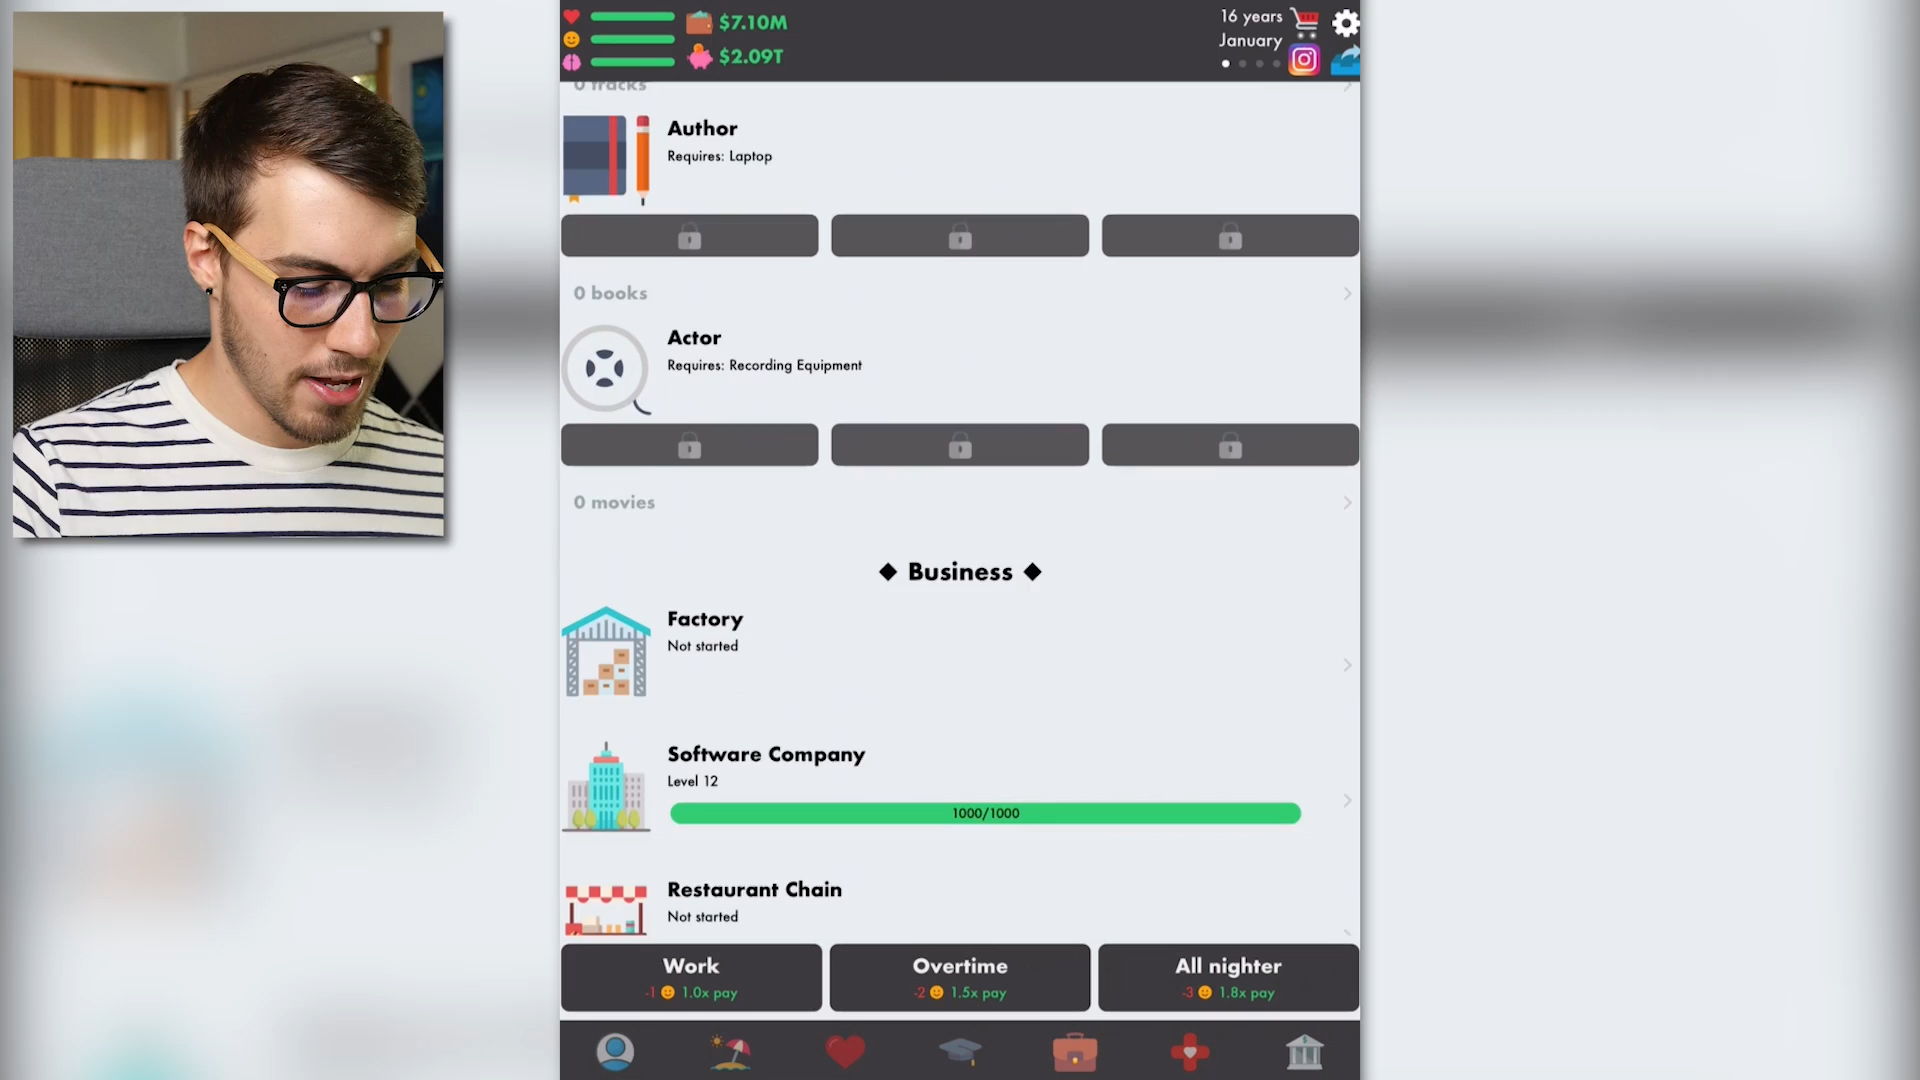 $7.10M
$2.09T
16 years
January
0 tracks
Author
Requires: Laptop
0 books
Actor
Requires: Recording Equipment
0 movies
Business
Factory
Not started
Software Company
Level 12
1000/1000
Restaurant Chain
Not started
Work
-1 1.0x pay
Overtime
-2 1.5x pay
All nighter
-3 1.8x pay